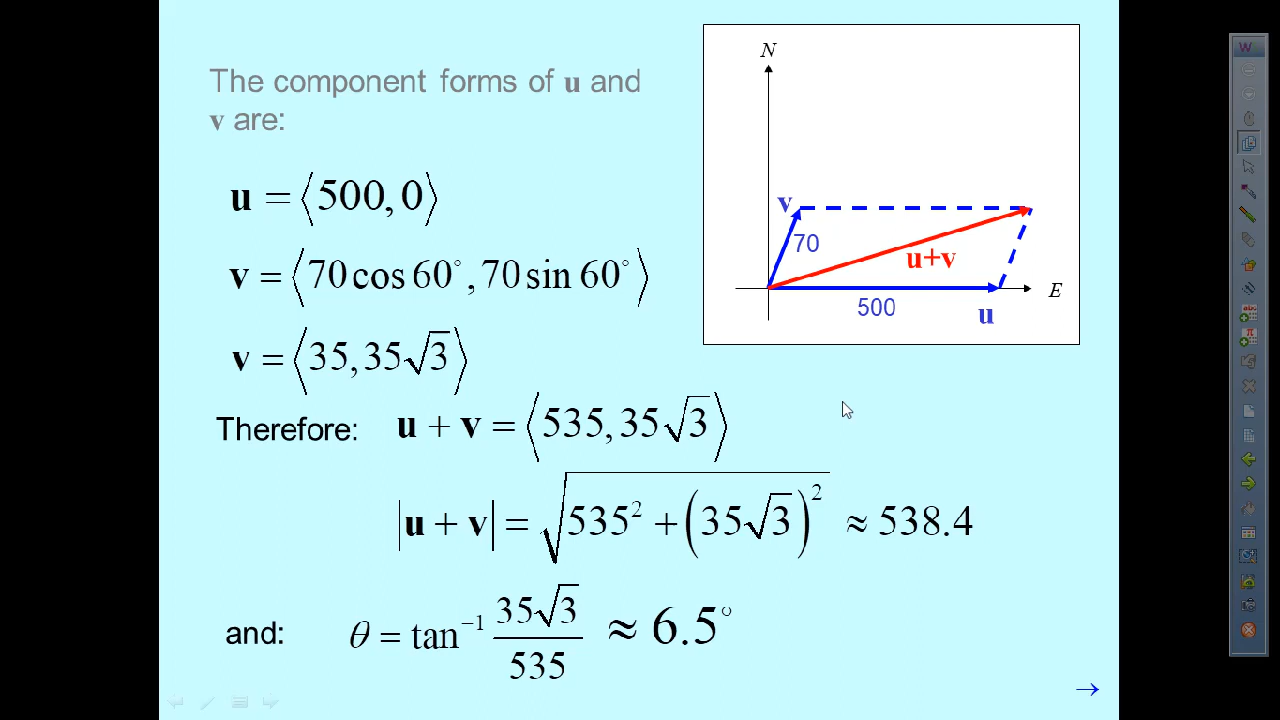 The component forms of u and
v are:
u = ⟨500, 0⟩
v = ⟨70 cos 60°, 70 sin 60°⟩
v = ⟨35, 35√3⟩
Therefore: u + v = ⟨535, 35√3⟩
|u + v| = √(535² + (35√3)²) ≈ 538.4
and: θ = tan⁻¹ 35√3/535 ≈ 6.5°
N
v
70
u+v
E
500
u
→
W
abc
π